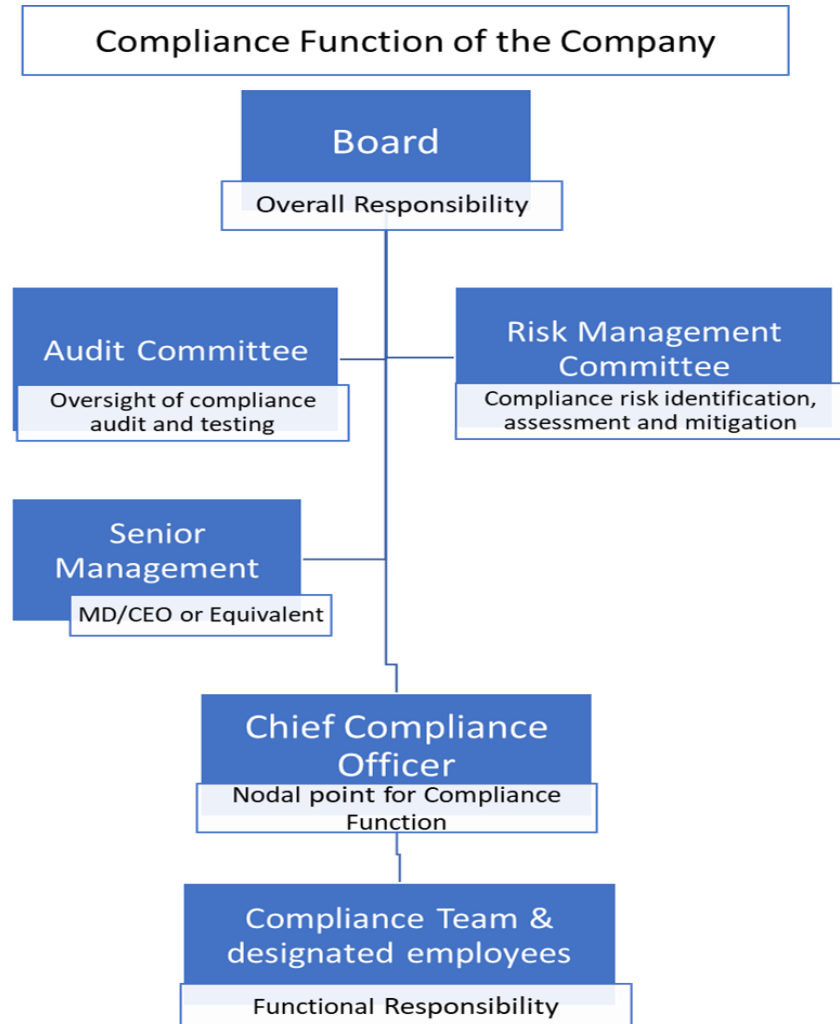 Compliance Function of the Company
Board
Overall Responsibility
Audit Committee
Oversight of compliance
audit and testing
Risk Management
Committee
Compliance risk identification,
assessment and mitigation
Senior
Management
MD/CEO or Equivalent
Chief Compliance
Officer
Nodal point for Compliance
Function
Compliance Team &
designated employees
Functional Responsibility